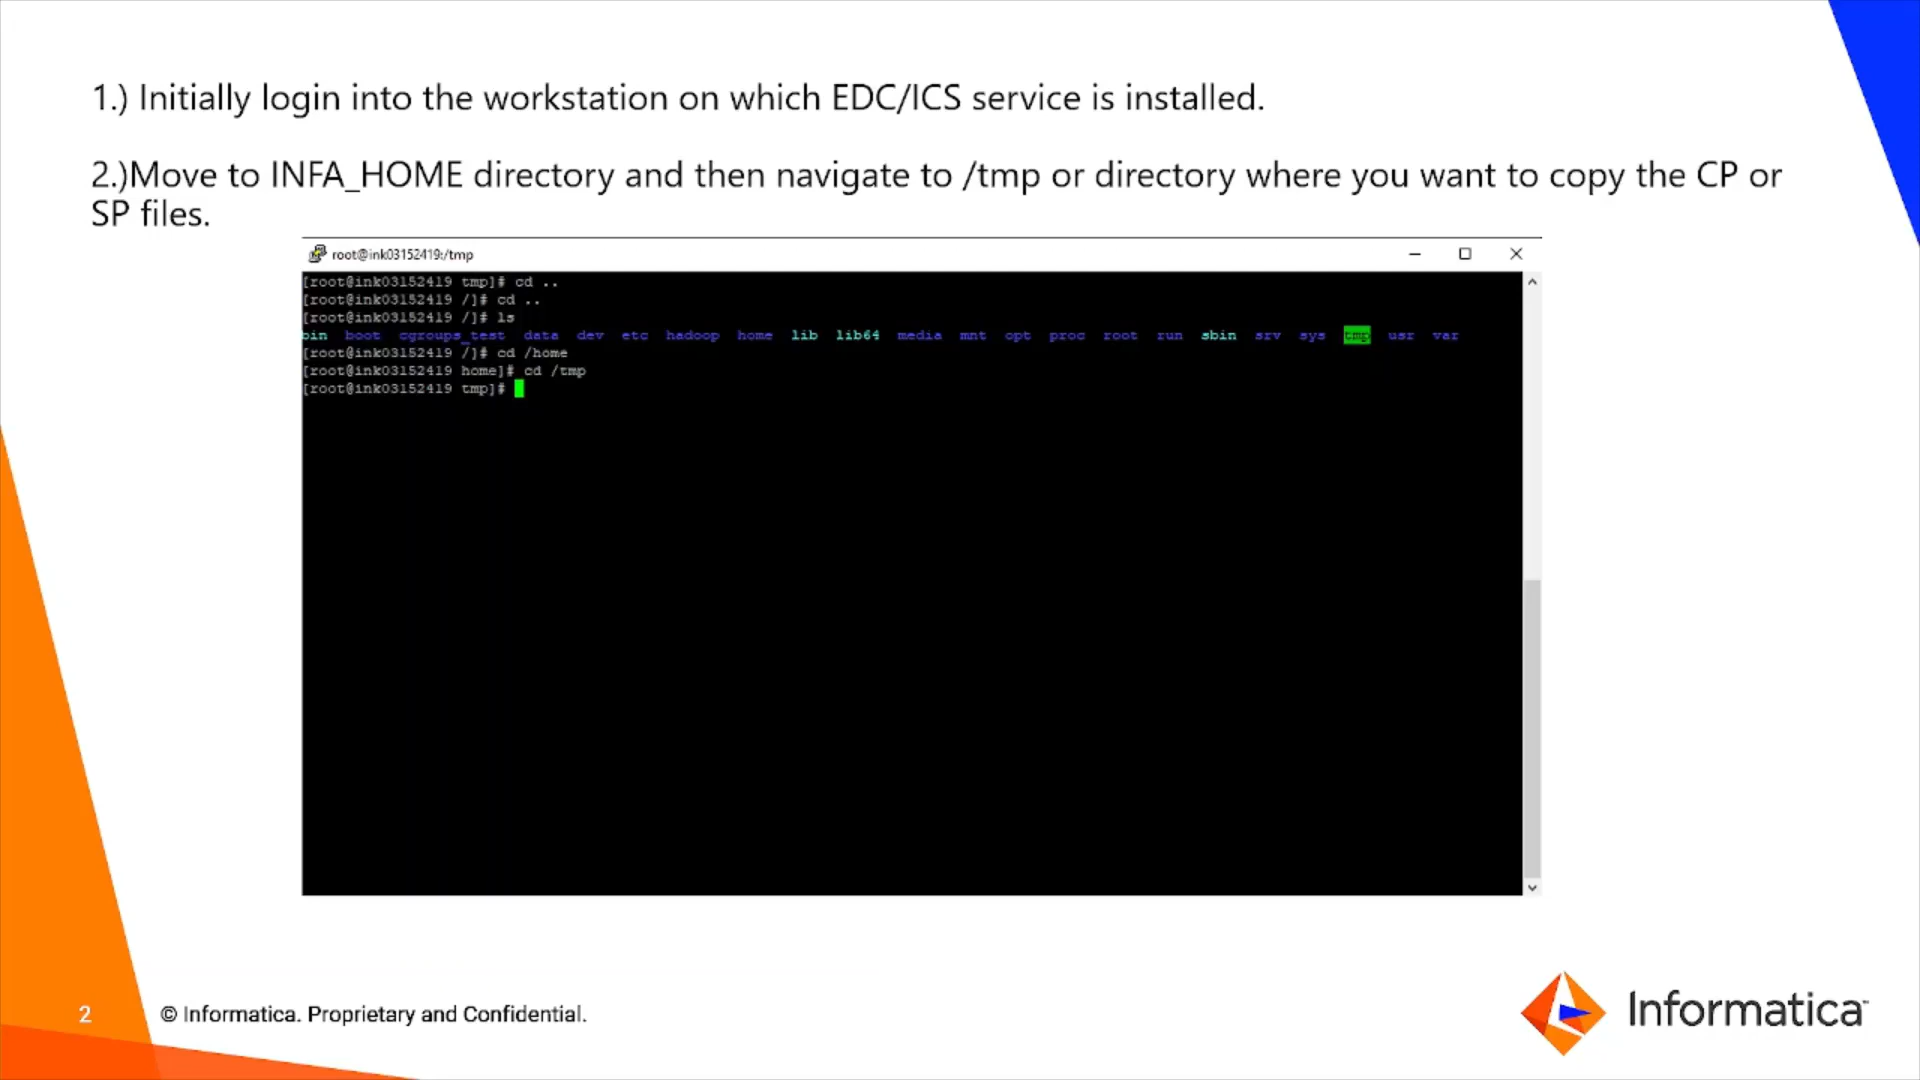 1.) Initially login into the workstation on which EDC/ICS service is installed.
2.)Move to INFA_HOME directory and then navigate to /tmp or directory where you want to copy the CP or
SP files.
root@ink03152419:/tmp
[root@ink03152419 tmp]# cd ..
[root@ink03152419 /]# cd ..
[root@ink03152419 /]# ls
bin boot cgroups_test data dev etc hadoop home lib lib64 media mnt opt proc root run sbin srv sys tmp usr var
[root@ink03152419 /]# cd /home
[root@ink03152419 home]# cd /tmp
[root@ink03152419 tmp]#
2
© Informatica. Proprietary and Confidential.
Informatica™